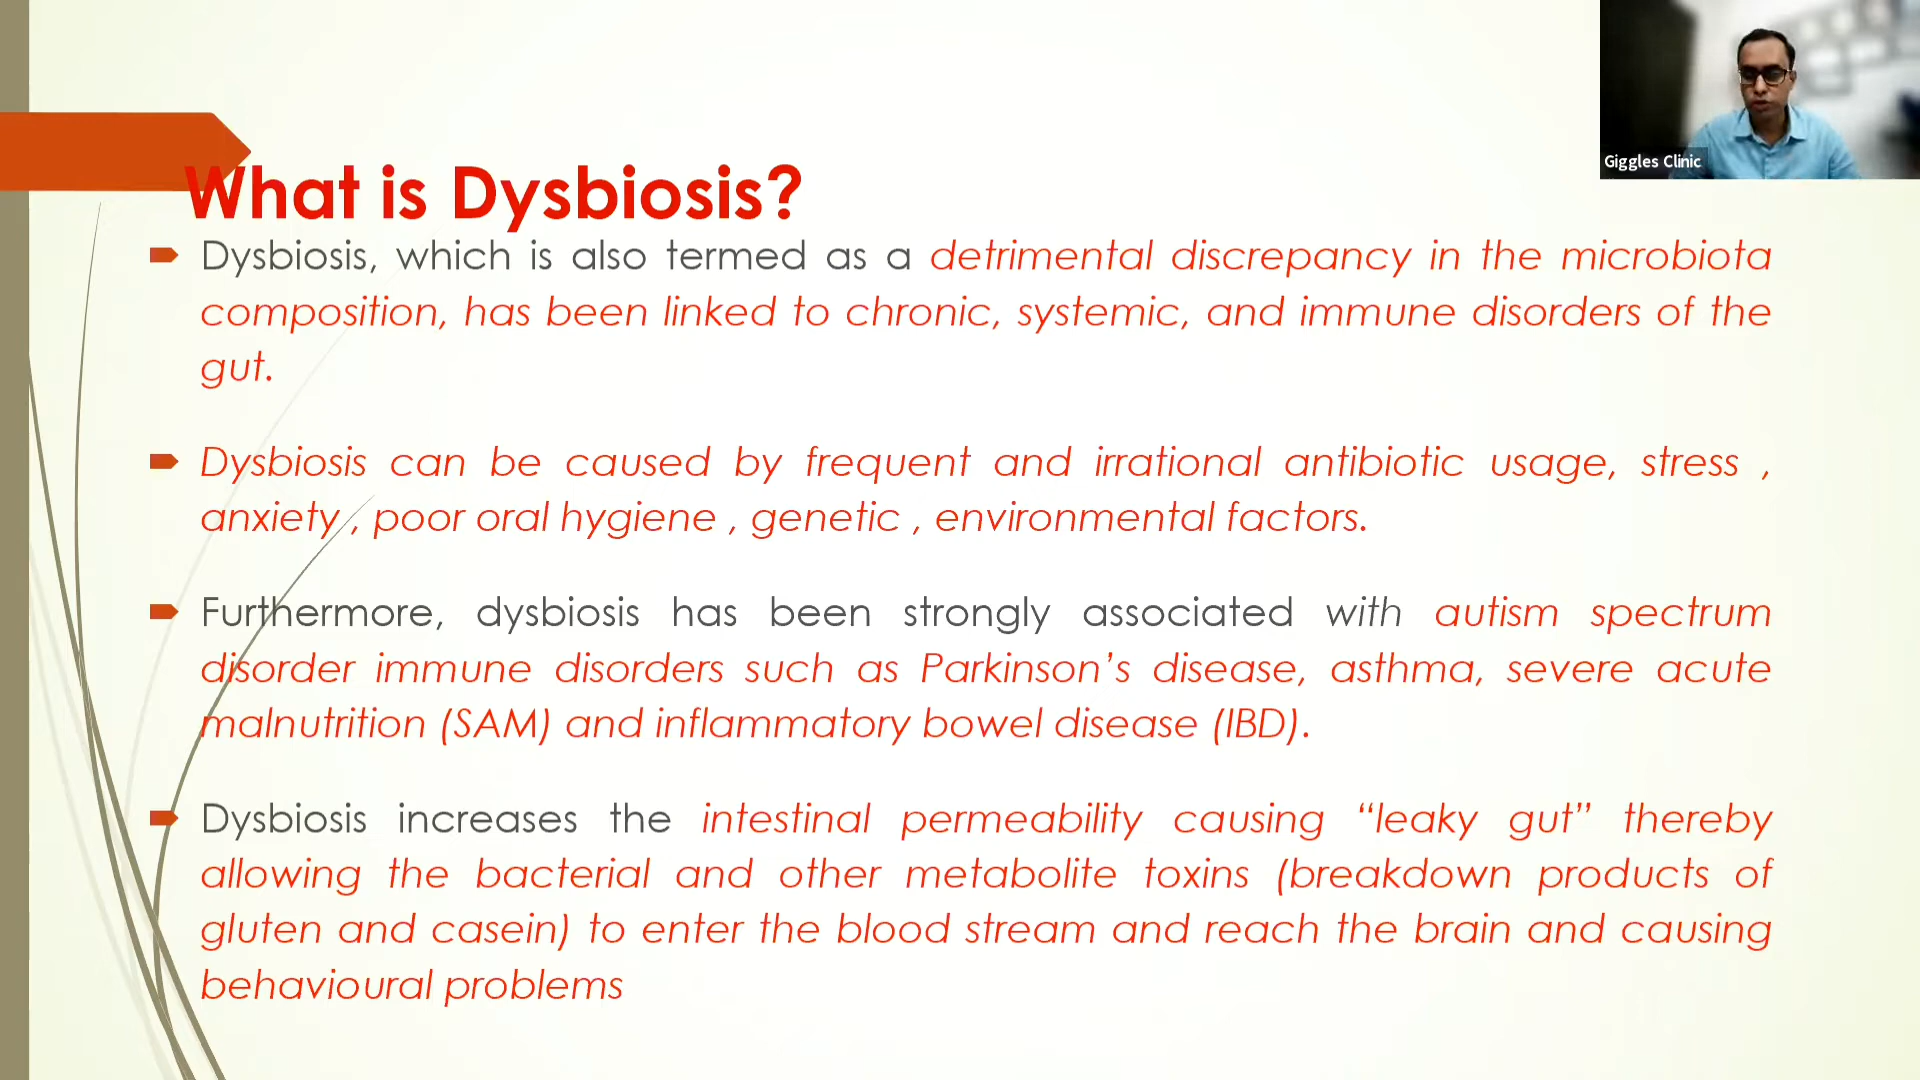 Giggles Clinic
What is Dysbiosis?
Dysbiosis, which is also termed as a detrimental discrepancy in the microbiota
composition, has been linked to chronic, systemic, and immune disorders of the
gut.
Dysbiosis can be caused by frequent and irrational antibiotic usage, stress ,
anxiety , poor oral hygiene , genetic , environmental factors.
Furthermore, dysbiosis has been strongly associated with autism spectrum
disorder immune disorders such as Parkinson’s disease, asthma, severe acute
malnutrition (SAM) and inflammatory bowel disease (IBD).
Dysbiosis increases the intestinal permeability causing “leaky gut” thereby
allowing the bacterial and other metabolite toxins (breakdown products of
gluten and casein) to enter the blood stream and reach the brain and causing
behavioural problems